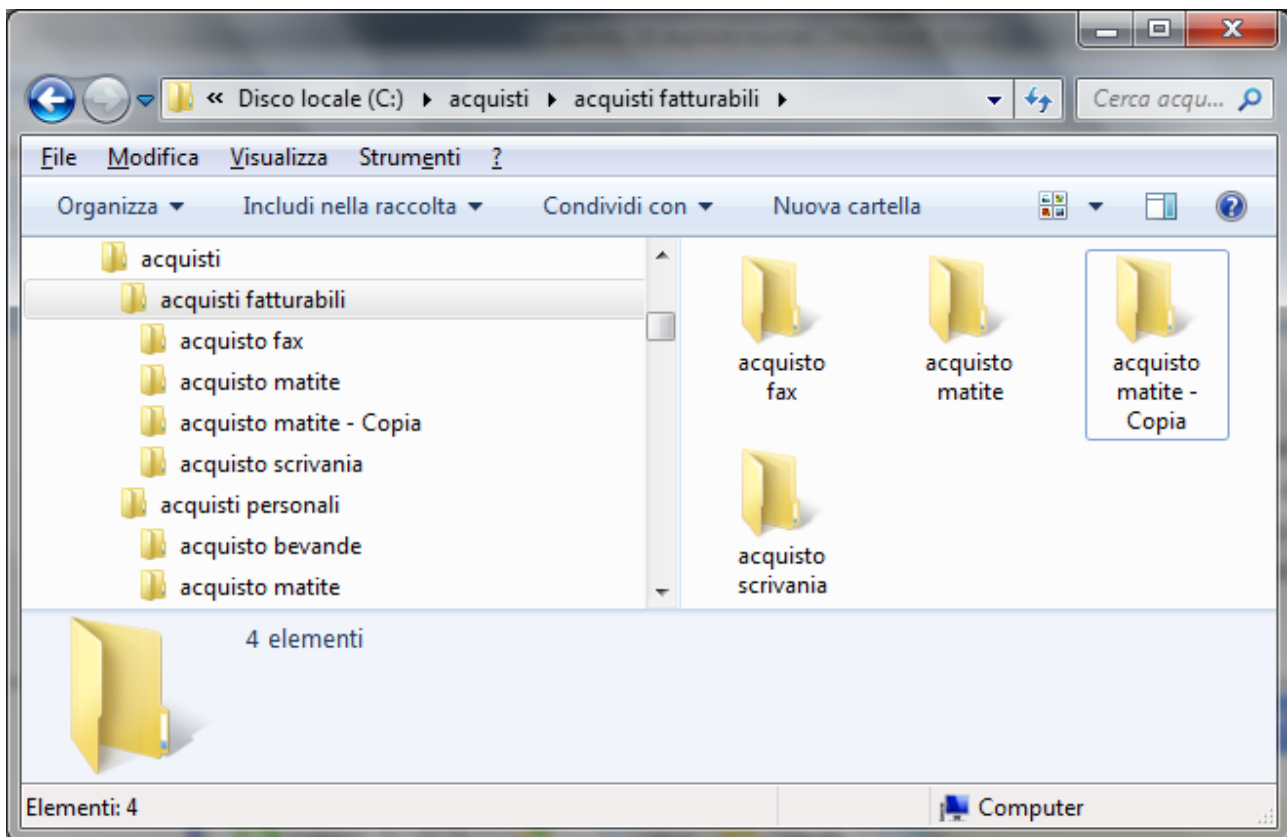 « Disco locale (C:) ▸ acquisti ▸ acquisti fatturabili ▸
Cerca acqu...
File Modifica Visualizza Strumenti ?
Organizza Includi nella raccolta Condividi con Nuova cartella
acquisti
acquisti fatturabili
acquisto fax
acquisto matite
acquisto matite - Copia
acquisto scrivania
acquisti personali
acquisto bevande
acquisto matite
acquisto
fax
acquisto
matite
acquisto
matite -
Copia
acquisto
scrivania
4 elementi
Elementi: 4
Computer